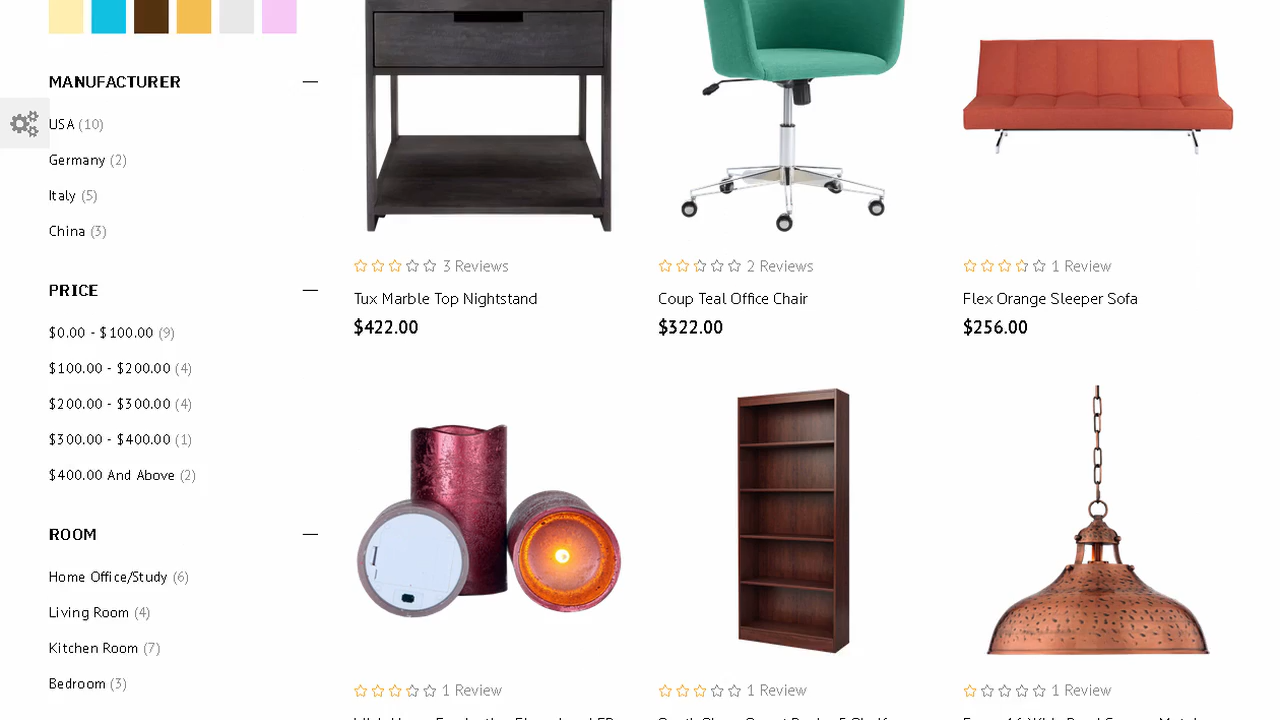 MANUFACTURER
USA (10)
Germany (2)
Italy (5)
China (3)
PRICE
$0.00 - $100.00 (9)
$100.00 - $200.00 (4)
$200.00 - $300.00 (4)
$300.00 - $400.00 (1)
$400.00 And Above (2)
ROOM
Home Office/Study (6)
Living Room (4)
Kitchen Room (7)
Bedroom (3)
3 Reviews
Tux Marble Top Nightstand
$422.00
2 Reviews
Coup Teal Office Chair
$322.00
1 Review
Flex Orange Sleeper Sofa
$256.00
1 Review
1 Review
1 Review